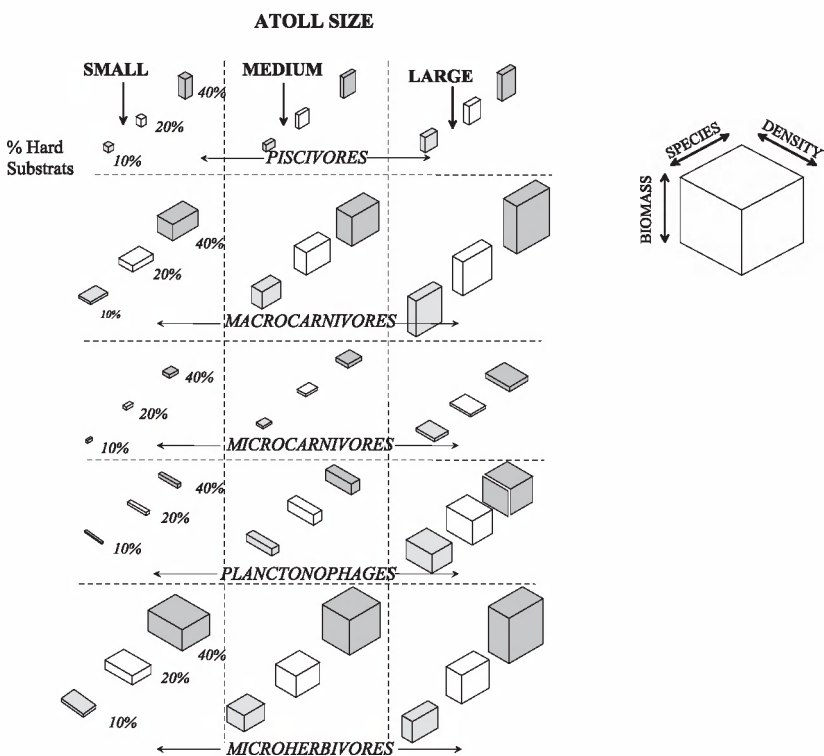 ATOLL SIZE
SMALL
MEDIUM
LARGE
40%
20%
10%
% Hard
Substrats
PISCIVORES
SPECIES
DENSITY
BIOMASS
40%
20%
10%
MACROCARNIVORES
40%
20%
10%
MICROCARNIVORES
40%
20%
10%
PLANCTONOPHAGES
40%
20%
10%
MICROHERBIVORES